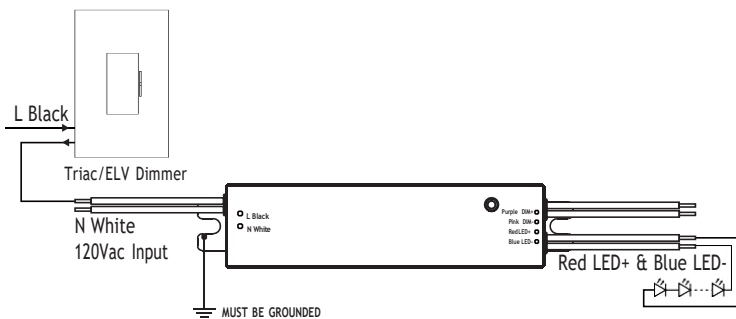 L Black
Triac/ELV Dimmer
N White
120Vac Input
L Black
N White
Purple DIM+
Pink DIM-
RedLED+
Blue LED-
Red LED+ & Blue LED-
MUST BE GROUNDED